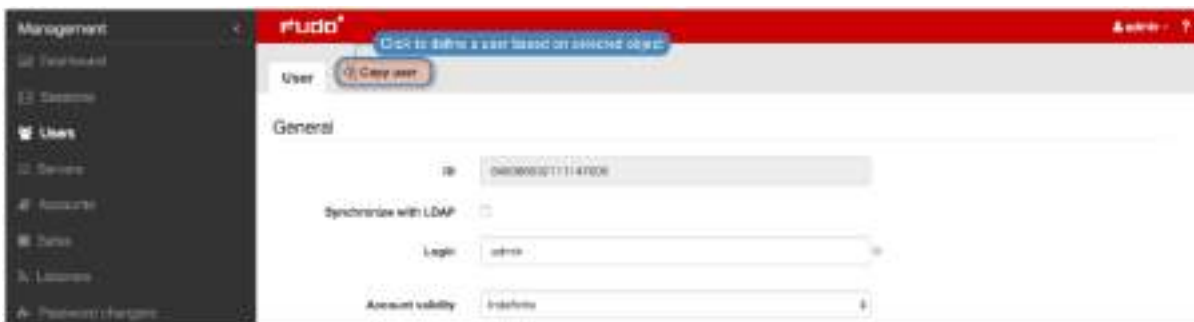 Management
fudo
admin
?
Click to define a user based on selected object
Dashboard
User
Copy user
Sessions
Users
General
Servers
ID
Accounts
Synchronize with LDAP
Safes
Login
admin
Listeners
Account validity
Indefinite
Password changers